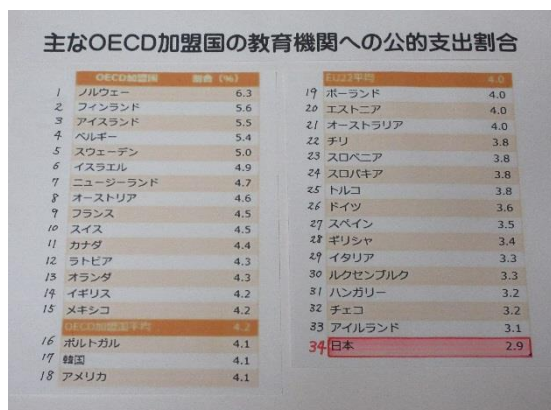 主なOECD加盟国の教育機関への公的支出割合
OECD加盟国 割合 (%)
1 ノルウェー 6.3
2 フィンランド 5.6
3 アイスランド 5.5
4 ベルギー 5.4
5 スウェーデン 5.0
6 イスラエル 4.9
7 ニュージーランド 4.7
8 オーストリア 4.6
9 フランス 4.5
10 スイス 4.5
11 カナダ 4.4
12 ラトビア 4.3
13 オランダ 4.3
14 イギリス 4.2
15 メキシコ 4.2
OECD加盟国平均 4.2
16 ポルトガル 4.1
17 韓国 4.1
18 アメリカ 4.1
EU22平均 4.0
19 ポーランド 4.0
20 エストニア 4.0
21 オーストラリア 4.0
22 チリ 3.8
23 スロベニア 3.8
24 スロバキア 3.8
25 トルコ 3.8
26 ドイツ 3.6
27 スペイン 3.5
28 ギリシャ 3.4
29 イタリア 3.3
30 ルクセンブルク 3.3
31 ハンガリー 3.2
32 チェコ 3.2
33 アイルランド 3.1
34 日本 2.9